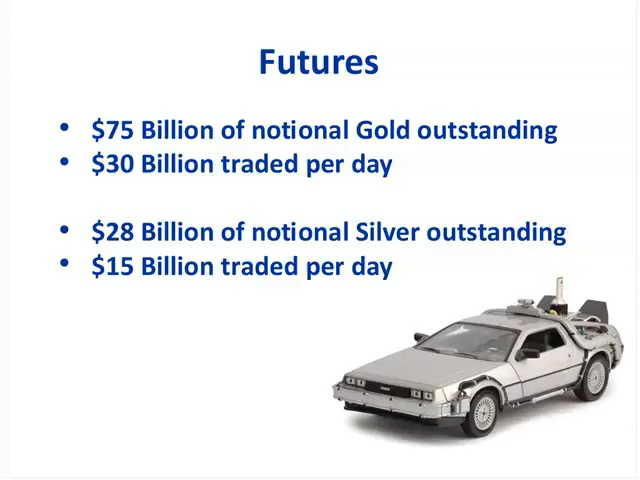 Futures
• $75 Billion of notional Gold outstanding
• $30 Billion traded per day
• $28 Billion of notional Silver outstanding
• $15 Billion traded per day